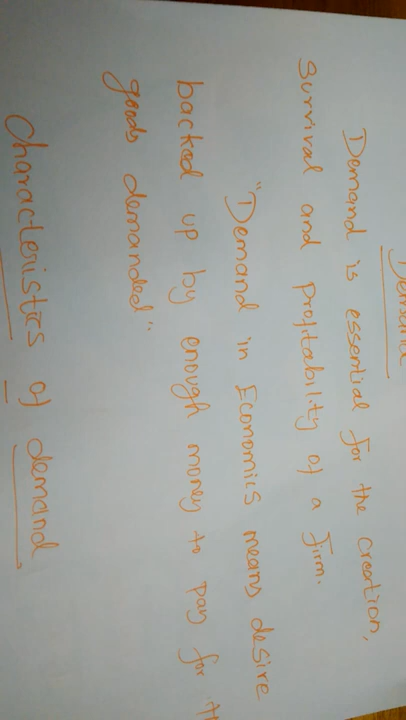 Demand
Demand is essential for the creation,
Survival and Profitability of a firm.
"Demand in Economics means desire
backed up by enough money to pay for
goods demanded"
Characteristics of demand